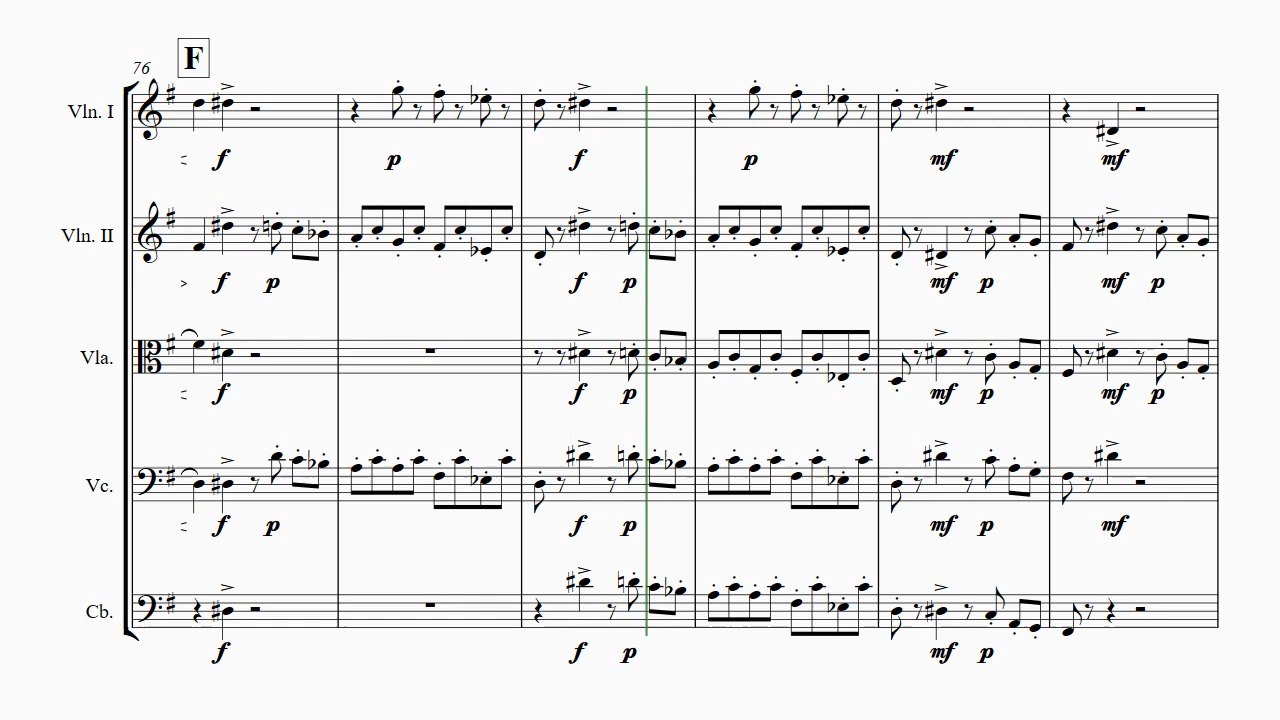 F
76
Vln. I
f p f p mf mf
Vln. II
f p f p mf p mf p
Vla.
f f p mf p mf p
Vc.
f p f p mf p mf
Cb.
f f p mf p